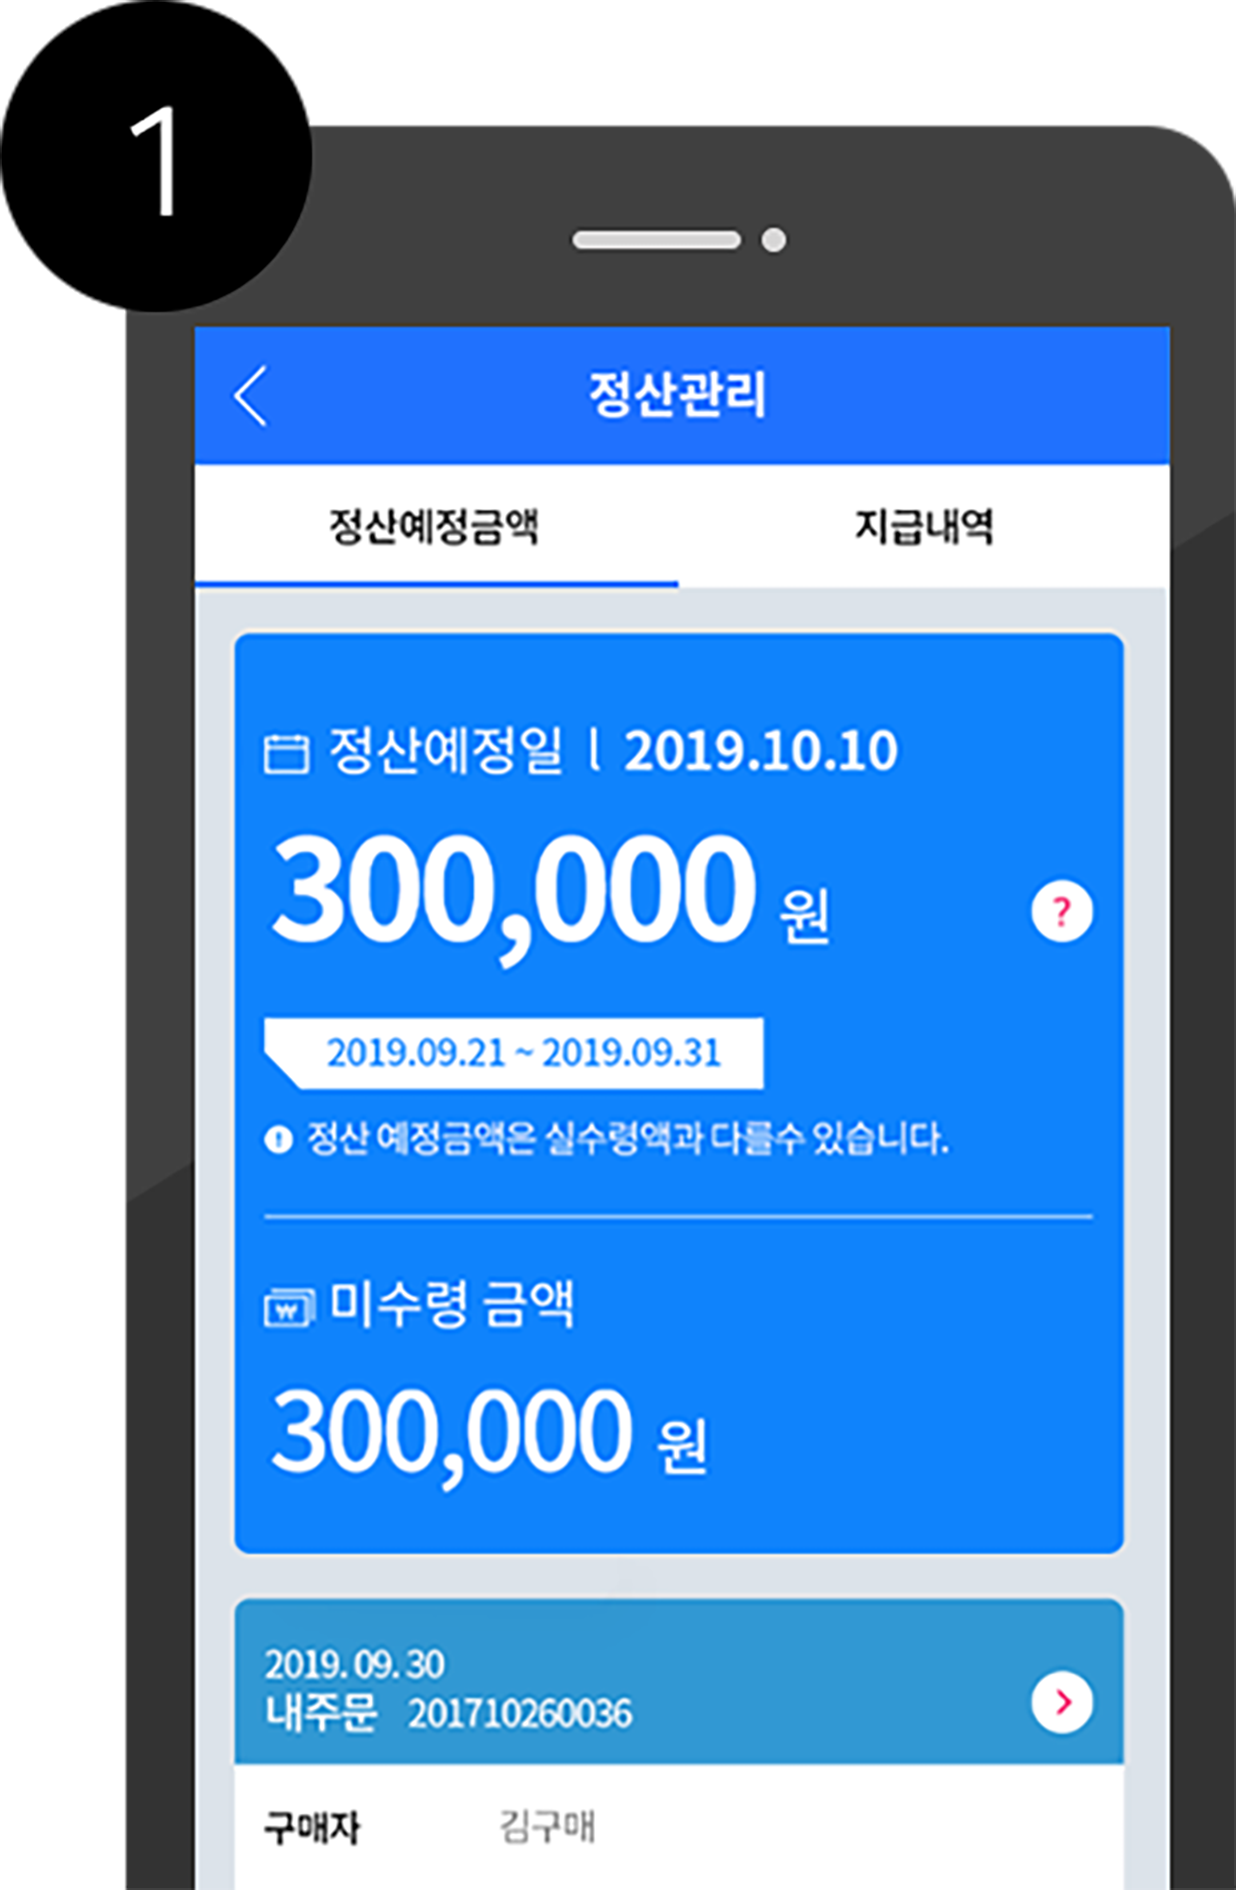 1
정산관리
정산예정금액 지급내역
정산예정일 l 2019.10.10
300,000 원
?
2019.09.21 ~ 2019.09.31
정산 예정금액은 실수령액과 다를수 있습니다.
미수령 금액
300,000 원
2019. 09. 30
내주문 201710260036
구매자 김구매